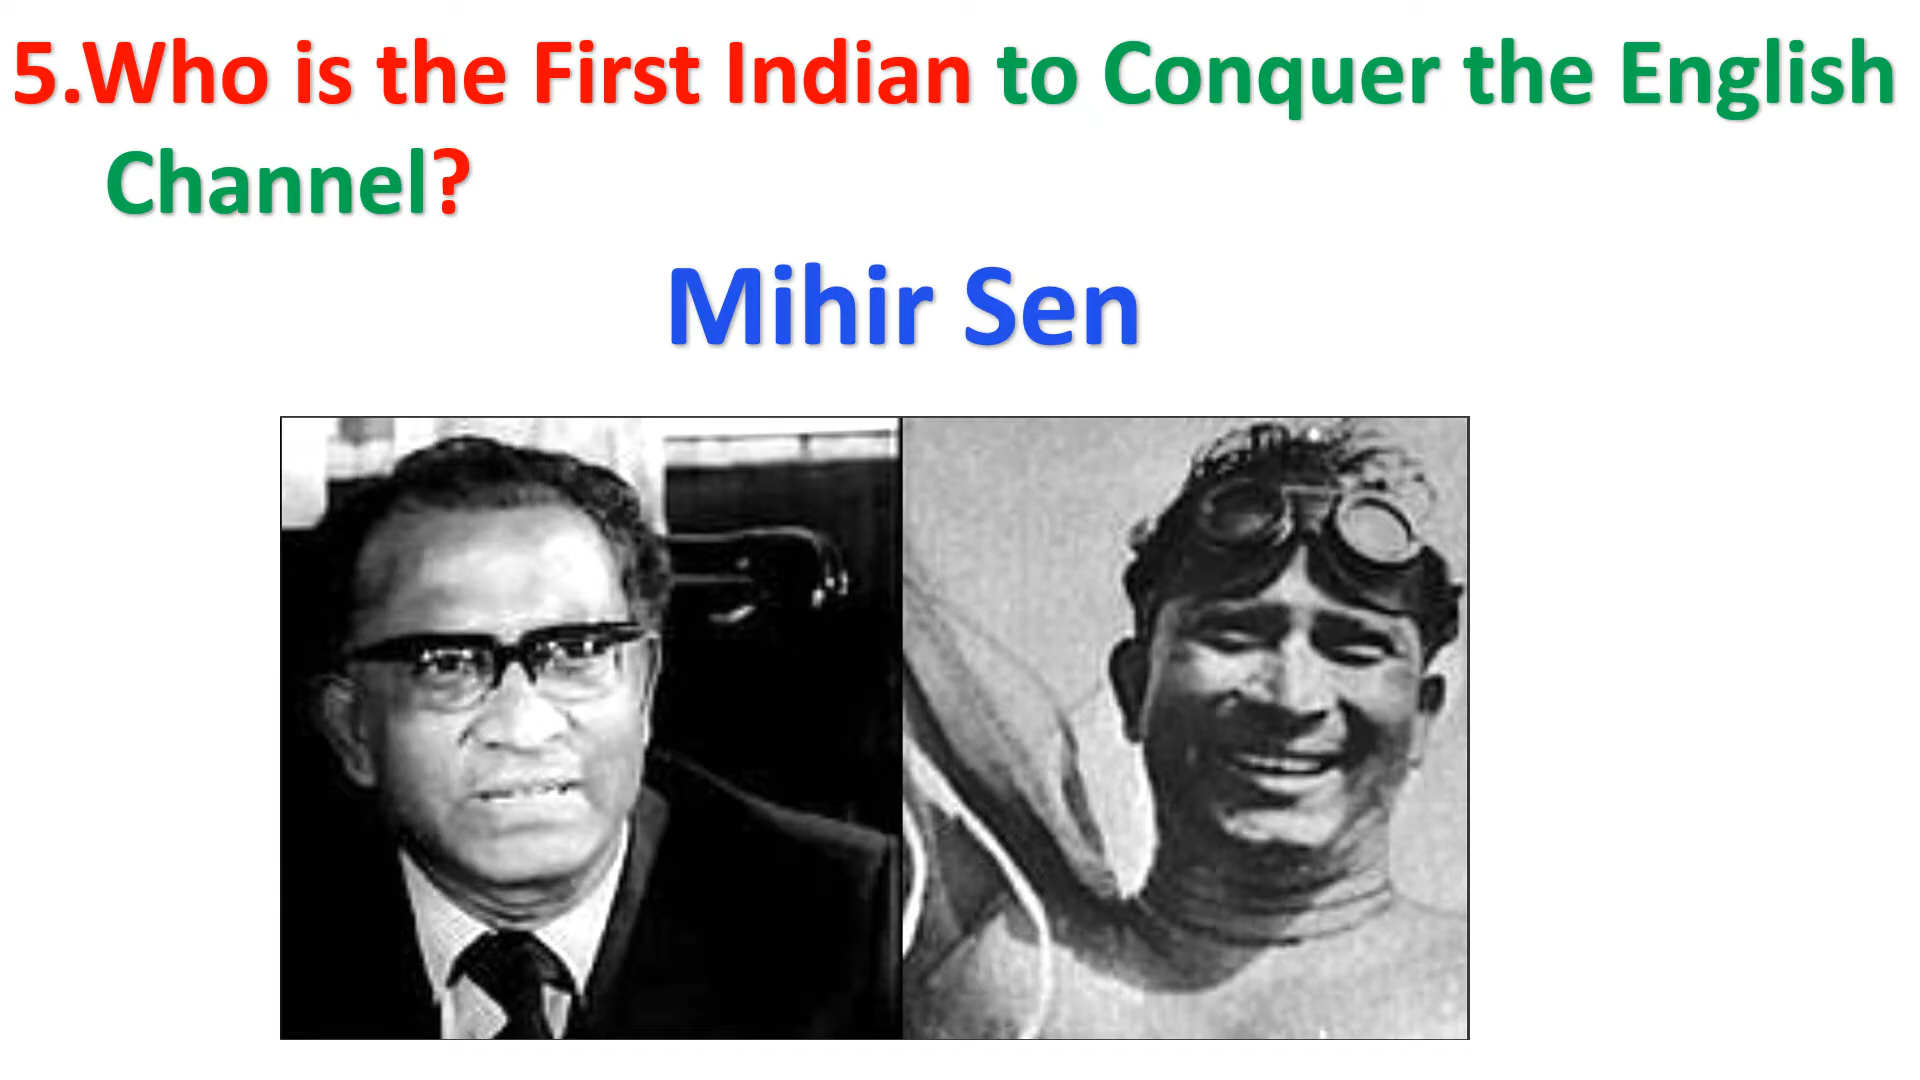 5.Who is the First Indian to Conquer the English
Channel?
Mihir Sen